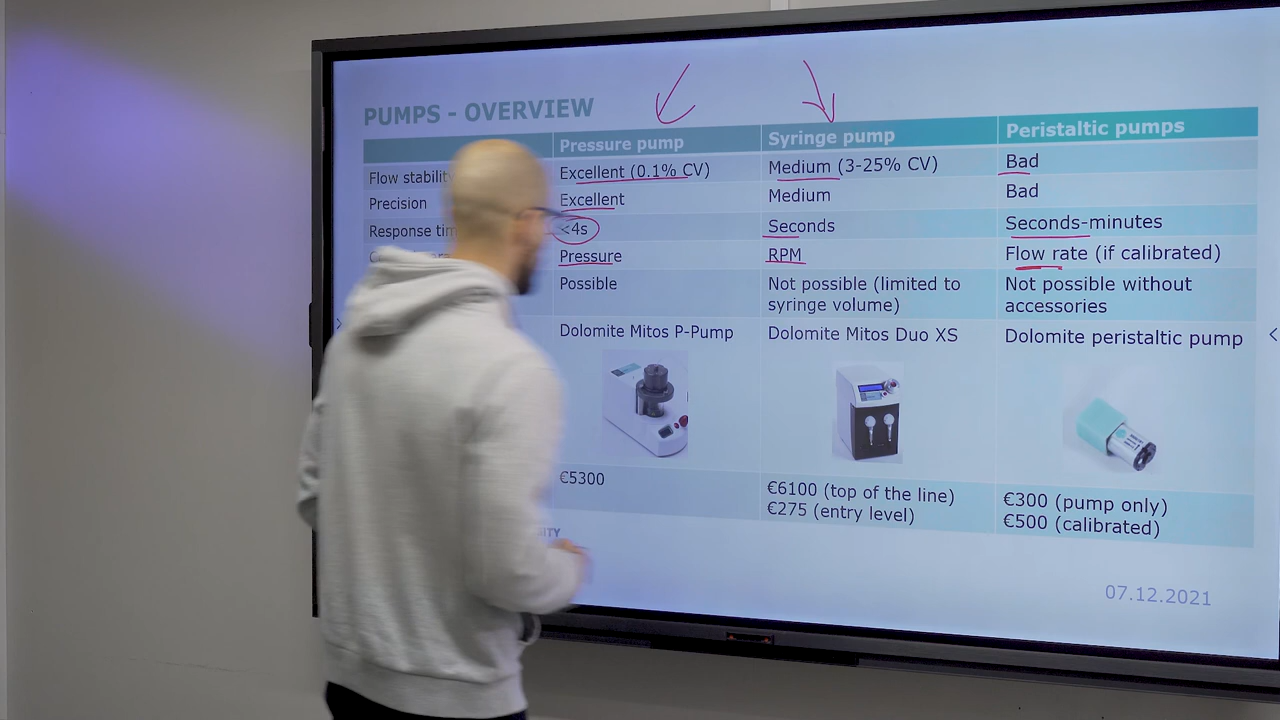 PUMPS - OVERVIEW
Pressure pump
Syringe pump
Peristaltic pumps
Flow
Excellent (0.1% CV)
Medium (3-25% CV)
Bad
Precision
Excellent
Medium
Bad
Response
<4s
Seconds
Seconds-minutes
Pressure
RPM
Flow rate (if calibrated)
Possible
Not possible (limited to
syringe volume)
Not possible without
accessories
Dolomite Mitos P-Pump
Dolomite Mitos Duo XS
Dolomite peristaltic pump
€5300
€6100 (top of the line)
€275 (entry level)
€300 (pump only)
€500 (calibrated)
07.12.2021